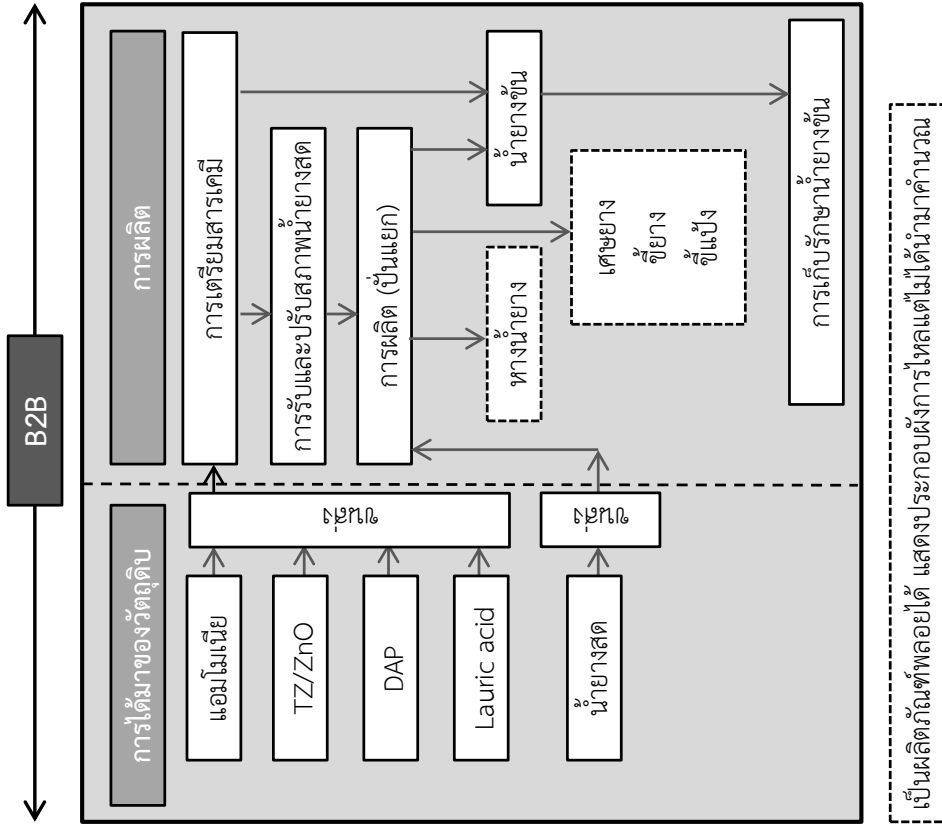 B2B
การได้มาของวัตถุดิบ
การผลิต
แอมโมเนีย
TZ/ZnO
DAP
Lauric acid
น้ำยางสด
ขนส่ง
ขนส่ง
การเตรียมสารเคมี
การรับและปรับสภาพน้ำยางสด
การผลิต (ปั่นแยก)
หางน้ำยาง
น้ำยางข้น
เศษยาง
ขี้ยาง
ขี้แป้ง
การเก็บรักษาน้ำยางข้น
เป็นผลิตภัณฑ์พลอยได้ แสดงประกอบผังการไหลแต่ไม่ได้นำมาคำนวณ